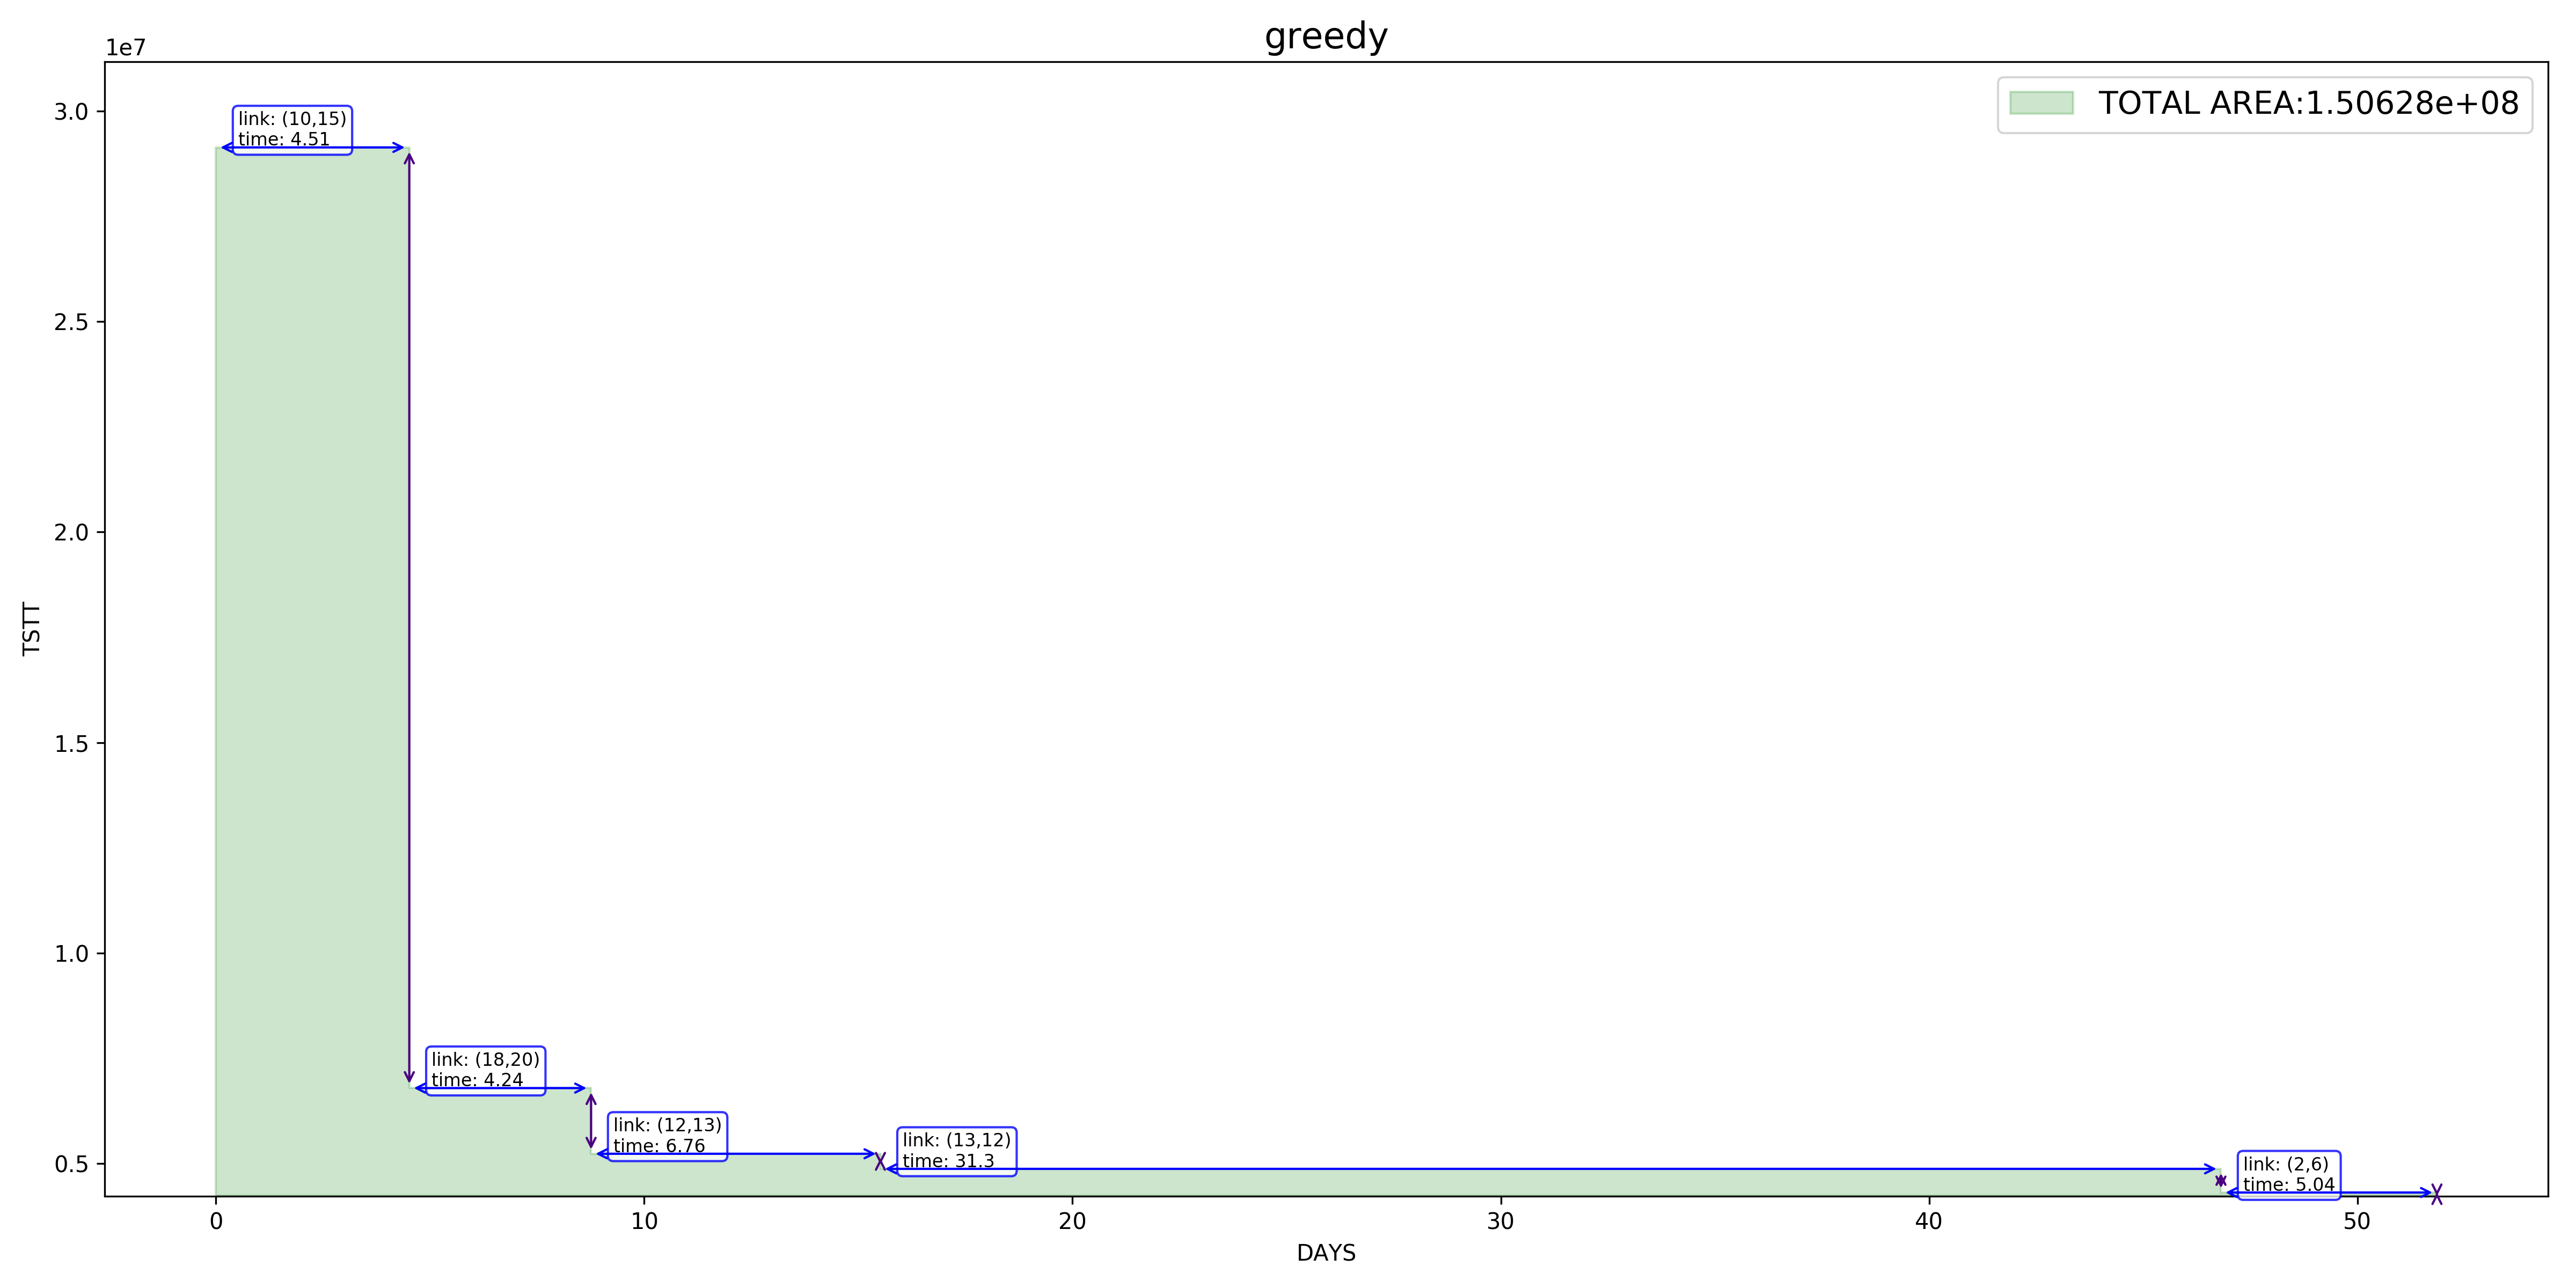 greedy
1e7
TOTAL AREA:1.50628e+08
3.0
2.5
2.0
1.5
1.0
0.5
TSTT
link: (10,15)
time: 4.51
link: (18,20)
time: 4.24
link: (12,13)
time: 6.76
link: (13,12)
time: 31.3
link: (2,6)
time: 5.04
0 10 20 30 40 50
DAYS